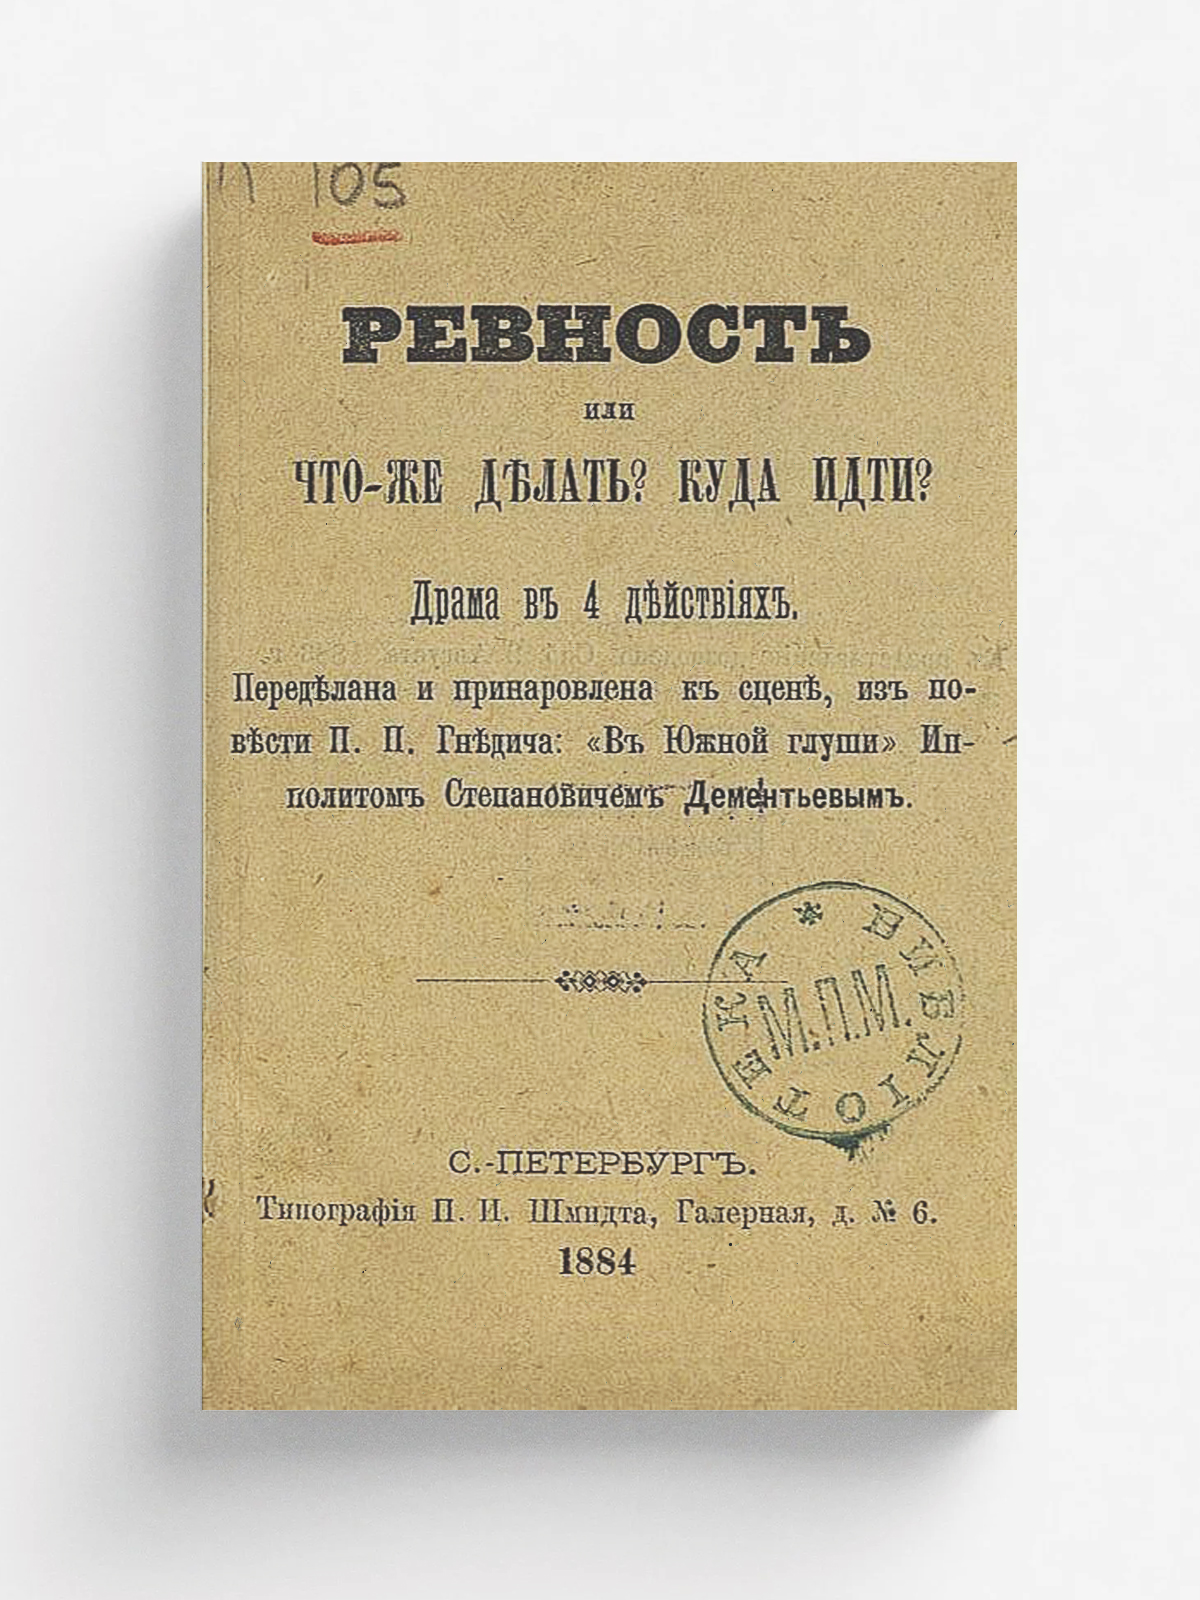 105
РЕВНОСТЬ
или
ЧТО-ЖЕ ДѢЛАТЬ? КУДА ИДТИ?
Драма въ 4 дѣйствіяхъ.
Передѣлана и принаровлена къ сценѣ, изъ по-
вѣсти П. П. Гнѣдича: «Въ Южной глуши» Ип-
политомъ Степановичемъ Дементьевымъ.
БИБЛІОТЕКА *
М.П.М.
С.-ПЕТЕРБУРГЪ.
Типографія П. И. Шмидта, Галерная, д. № 6.
1884